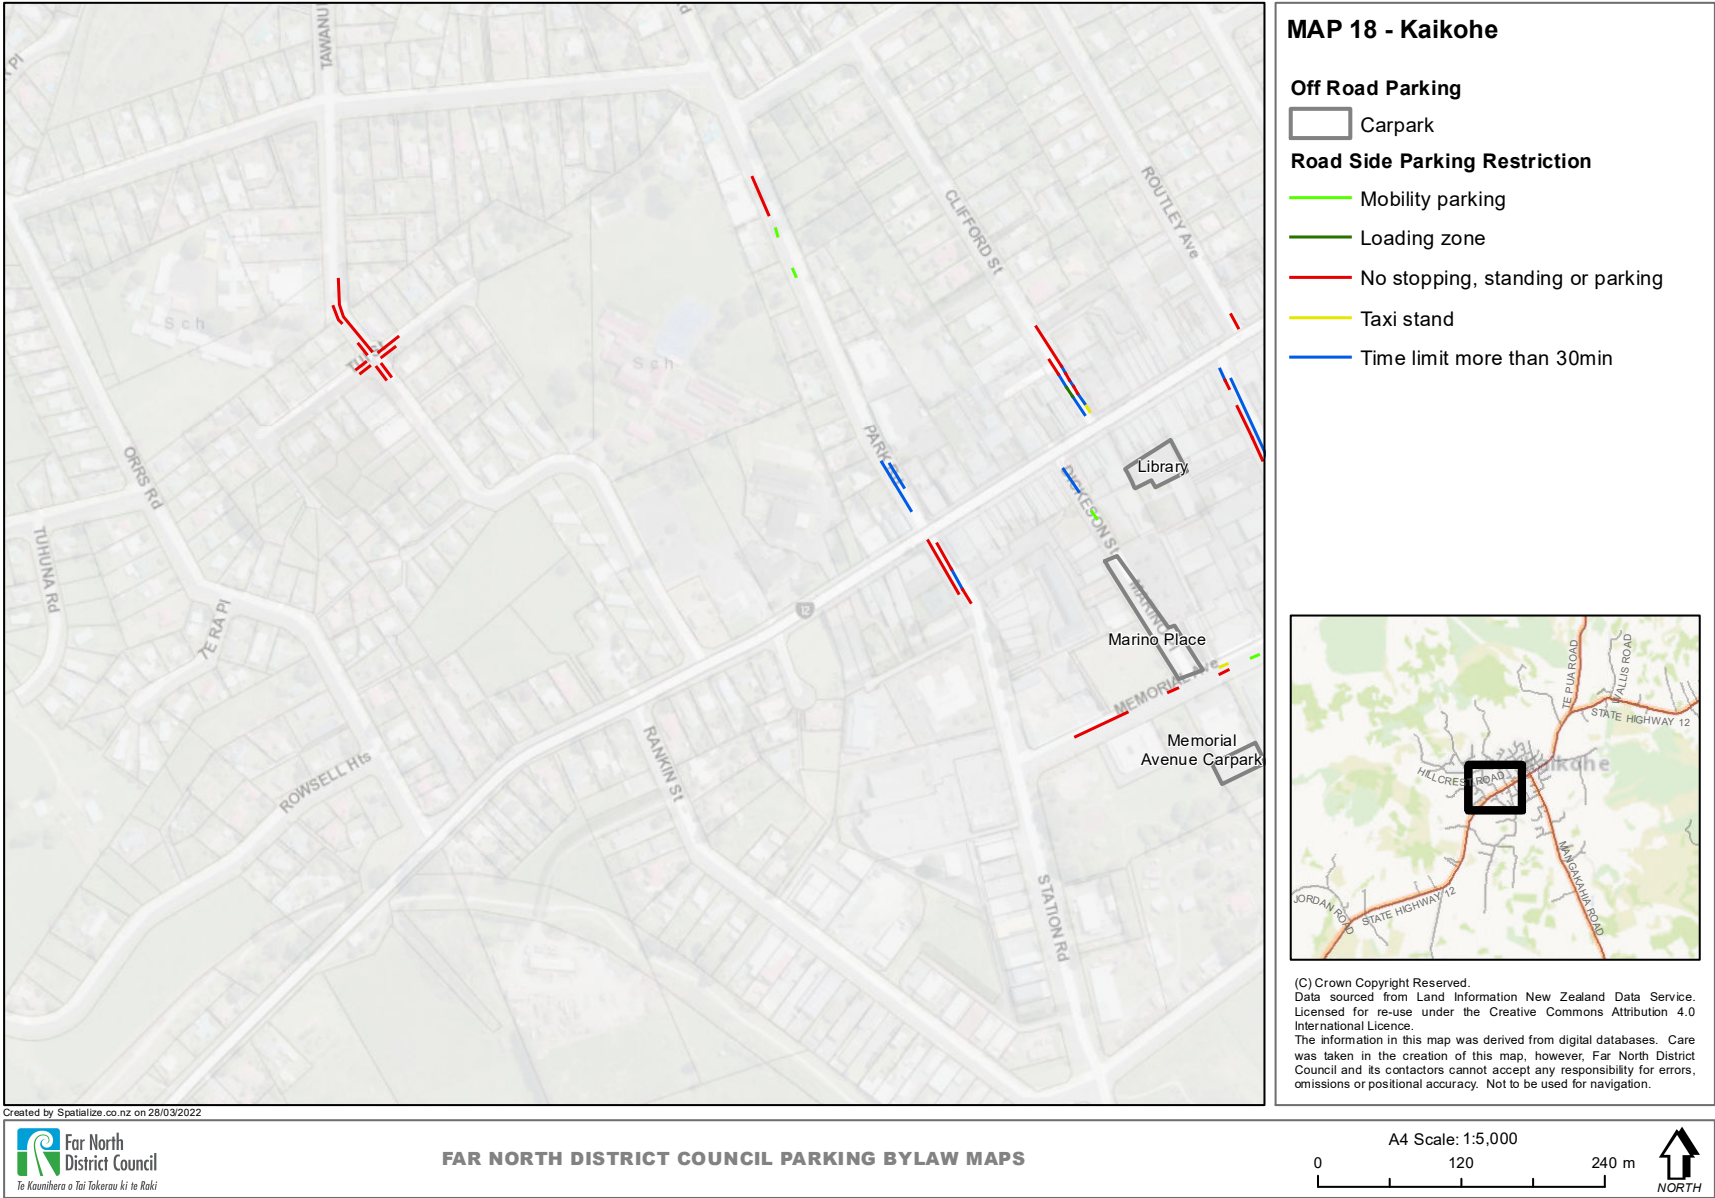 MAP 18 - Kaikohe
Off Road Parking
Carpark
Road Side Parking Restriction
Mobility parking
Loading zone
No stopping, standing or parking
Taxi stand
Time limit more than 30min
TAWANU
CLIFFORD St
ROUTLEY Ave
Sch
Sch
PARK
ORRS Rd
TUHUNA Rd
TE RA Pl
ROWSELL Hts
RANKIN St
STATION Rd
DICKESON St
MEMORIAL Ave
12
Library
Marino Place
Memorial
Avenue Carpark
TE PUA ROAD
WALLIS ROAD
STATE HIGHWAY 12
HILLCREST ROAD
MANGAKAHIA ROAD
STATE HIGHWAY 12
JORDAN ROAD
(C) Crown Copyright Reserved.
Data sourced from Land Information New Zealand Data Service.
Licensed for re-use under the Creative Commons Attribution 4.0
International Licence.
The information in this map was derived from digital databases. Care
was taken in the creation of this map, however, Far North District
Council and its contactors cannot accept any responsibility for errors,
omissions or positional accuracy. Not to be used for navigation.
Created by Spatialize.co.nz on 28/03/2022
Far North
District Council
Te Kaunihera o Tai Tokerau ki te Raki
FAR NORTH DISTRICT COUNCIL PARKING BYLAW MAPS
A4 Scale: 1:5,000
0 120 240 m
NORTH